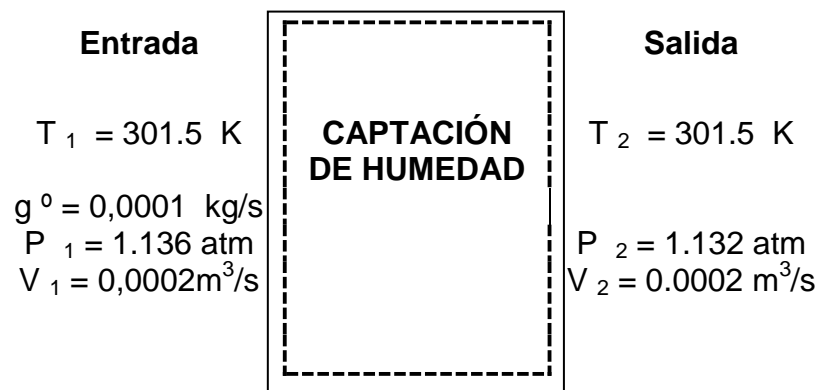 Entrada
T 1 = 301.5 K
g º = 0,0001 kg/s
P 1 = 1.136 atm
V 1 = 0,0002m³/s
CAPTACIÓN
DE HUMEDAD
Salida
T 2 = 301.5 K
P 2 = 1.132 atm
V 2 = 0.0002 m³/s